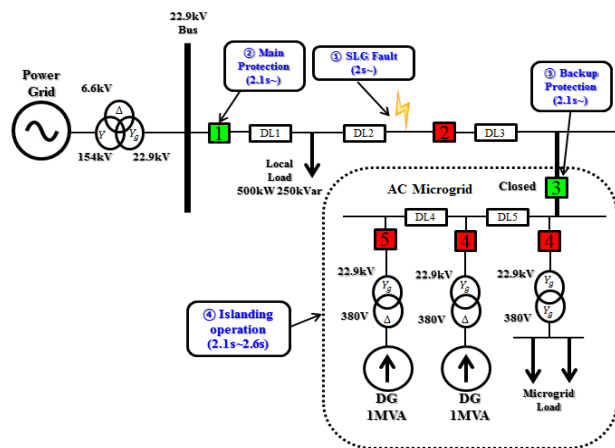 22.9kV
Bus
② Main
Protection
(2.1s~)
① SLG Fault
(2s~)
③ Backup
Protection
(2.1s~)
Power
Grid
6.6kV
Δ
Y
Yg
154kV
22.9kV
1
DL1
DL2
2
DL3
Local
Load
500kW 250kVar
Closed
3
AC Microgrid
DL4
DL5
5
4
4
22.9kV
Yg
Δ
380V
22.9kV
Yg
Δ
380V
22.9kV
Yg
Yg
380V
④ Islanding
operation
(2.1s~2.6s)
DG
1MVA
DG
1MVA
Microgrid
Load